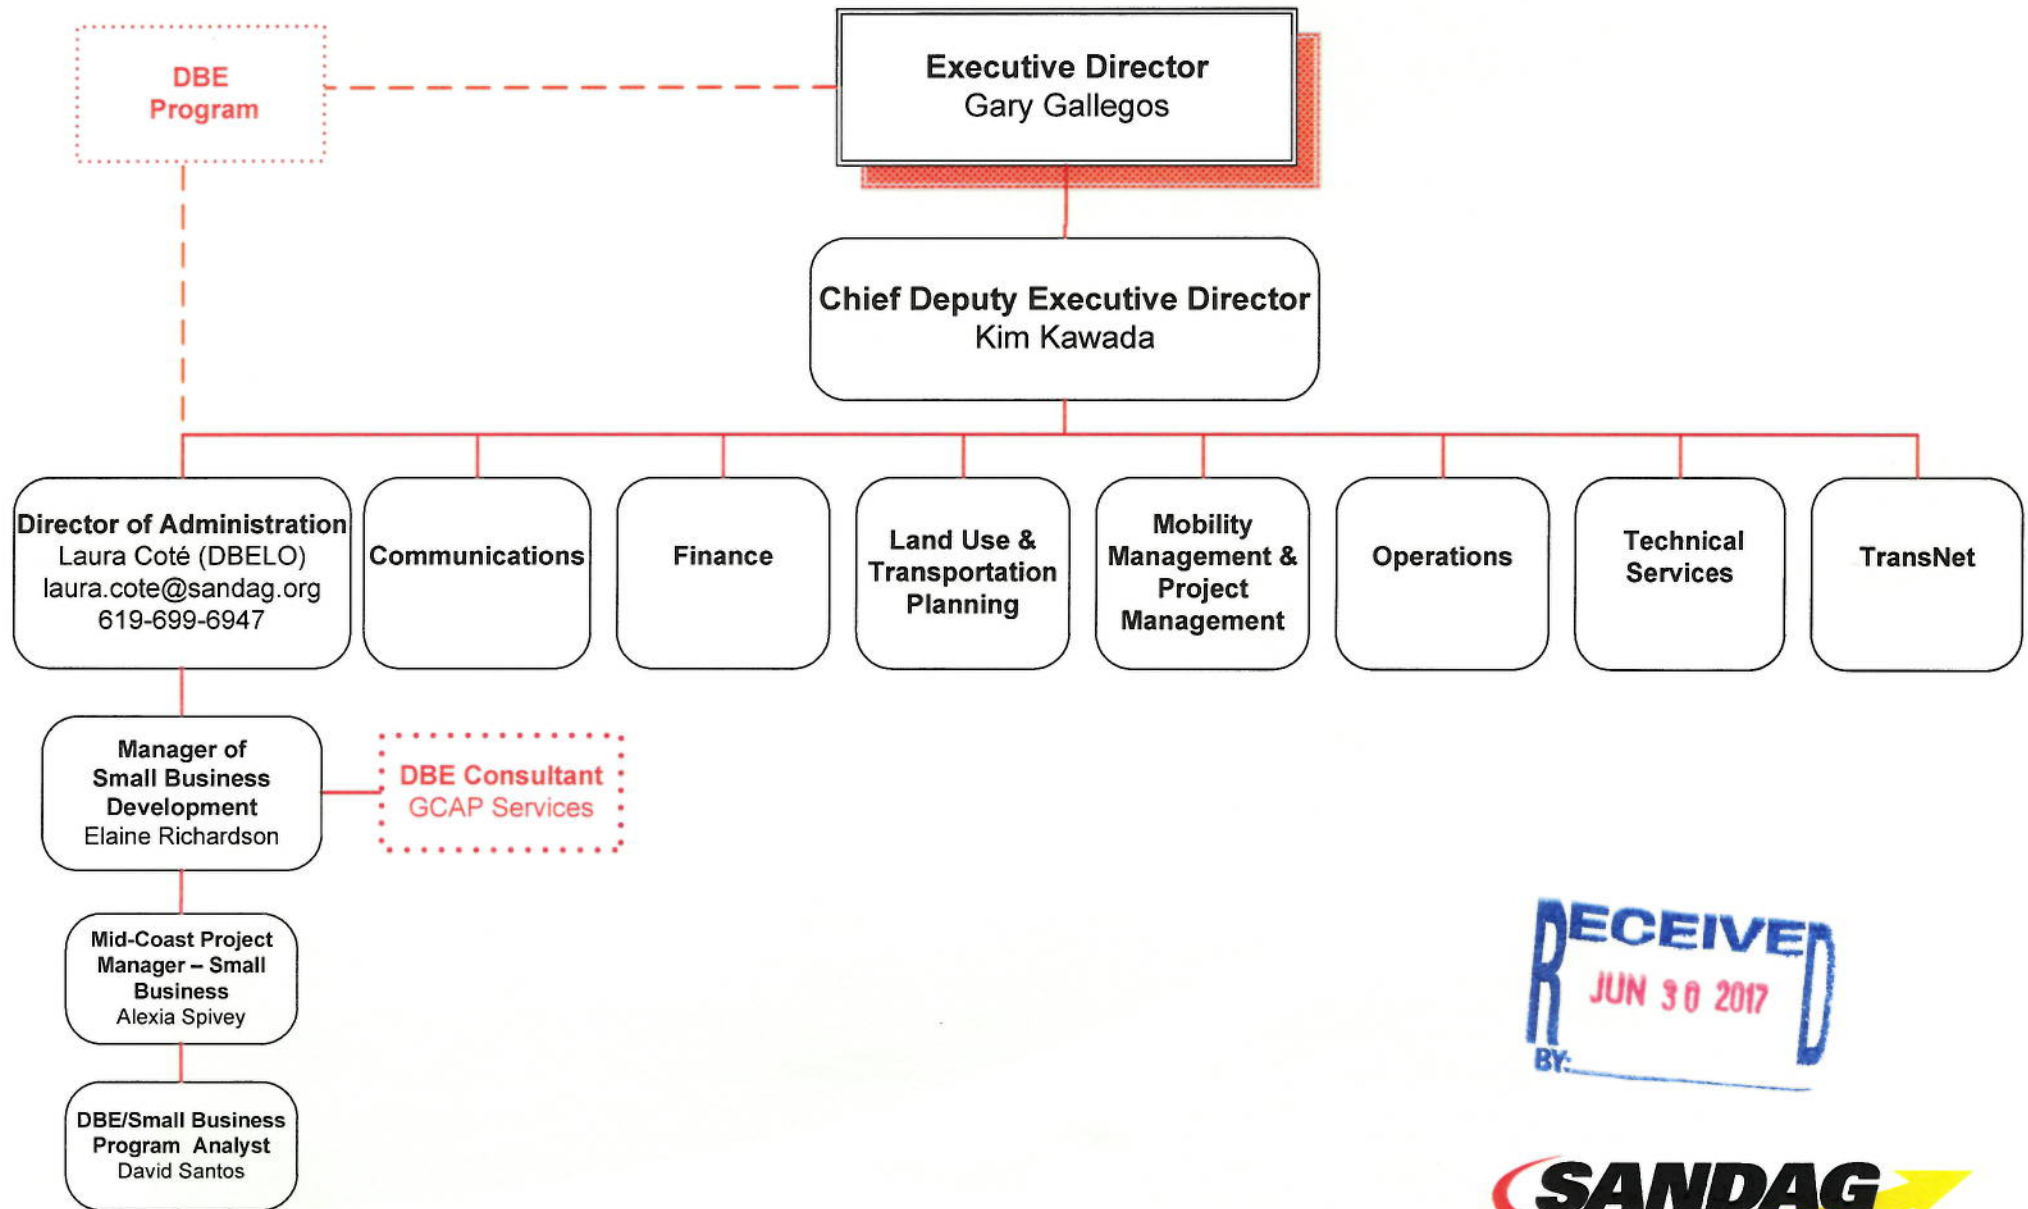 DBE
Program
Executive Director
Gary Gallegos
Chief Deputy Executive Director
Kim Kawada
Director of Administration
Laura Coté (DBELO)
laura.cote@sandag.org
619-699-6947
Communications
Finance
Land Use &
Transportation
Planning
Mobility
Management &
Project
Management
Operations
Technical
Services
TransNet
Manager of
Small Business
Development
Elaine Richardson
DBE Consultant
GCAP Services
Mid-Coast Project
Manager – Small
Business
Alexia Spivey
DBE/Small Business
Program Analyst
David Santos
RECEIVED
JUN 30 2017
BY:
SANDAG